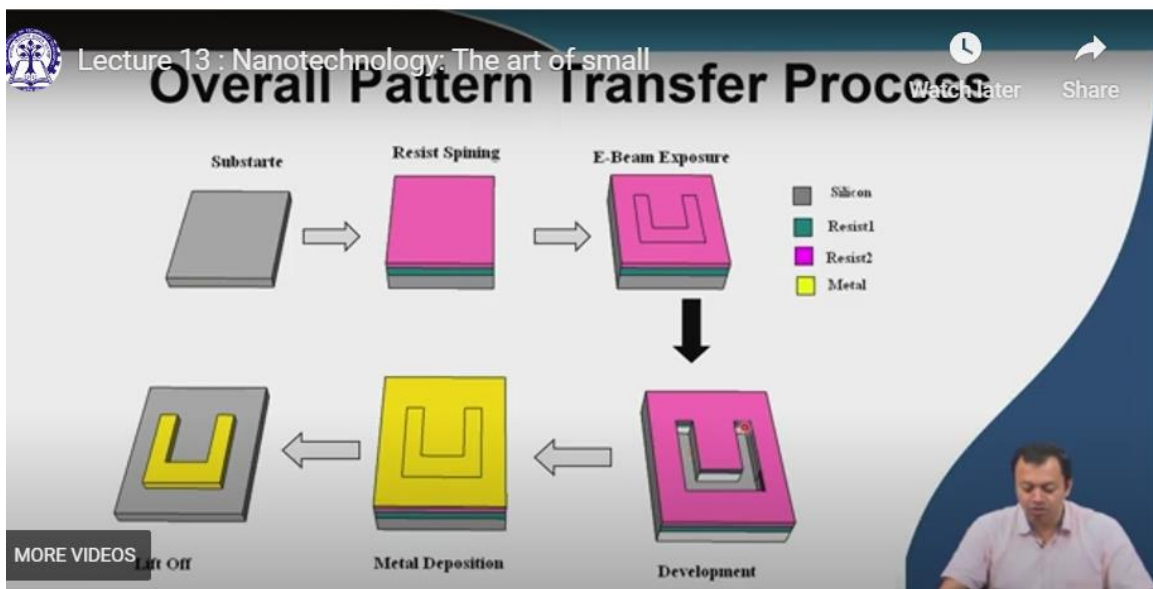 Lecture 13 : Nanotechnology: The art of small
Watch later
Share
Overall Pattern Transfer Process
Substarte
Resist Spining
E-Beam Exposure
Silicon
Resist1
Resist2
Metal
Lift Off
Metal Deposition
Development
MORE VIDEOS